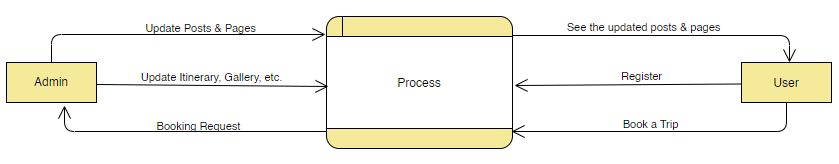 Update Posts & Pages
See the updated posts & pages
Admin
Update Itinerary, Gallery, etc.
Process
Register
User
Booking Request
Book a Trip